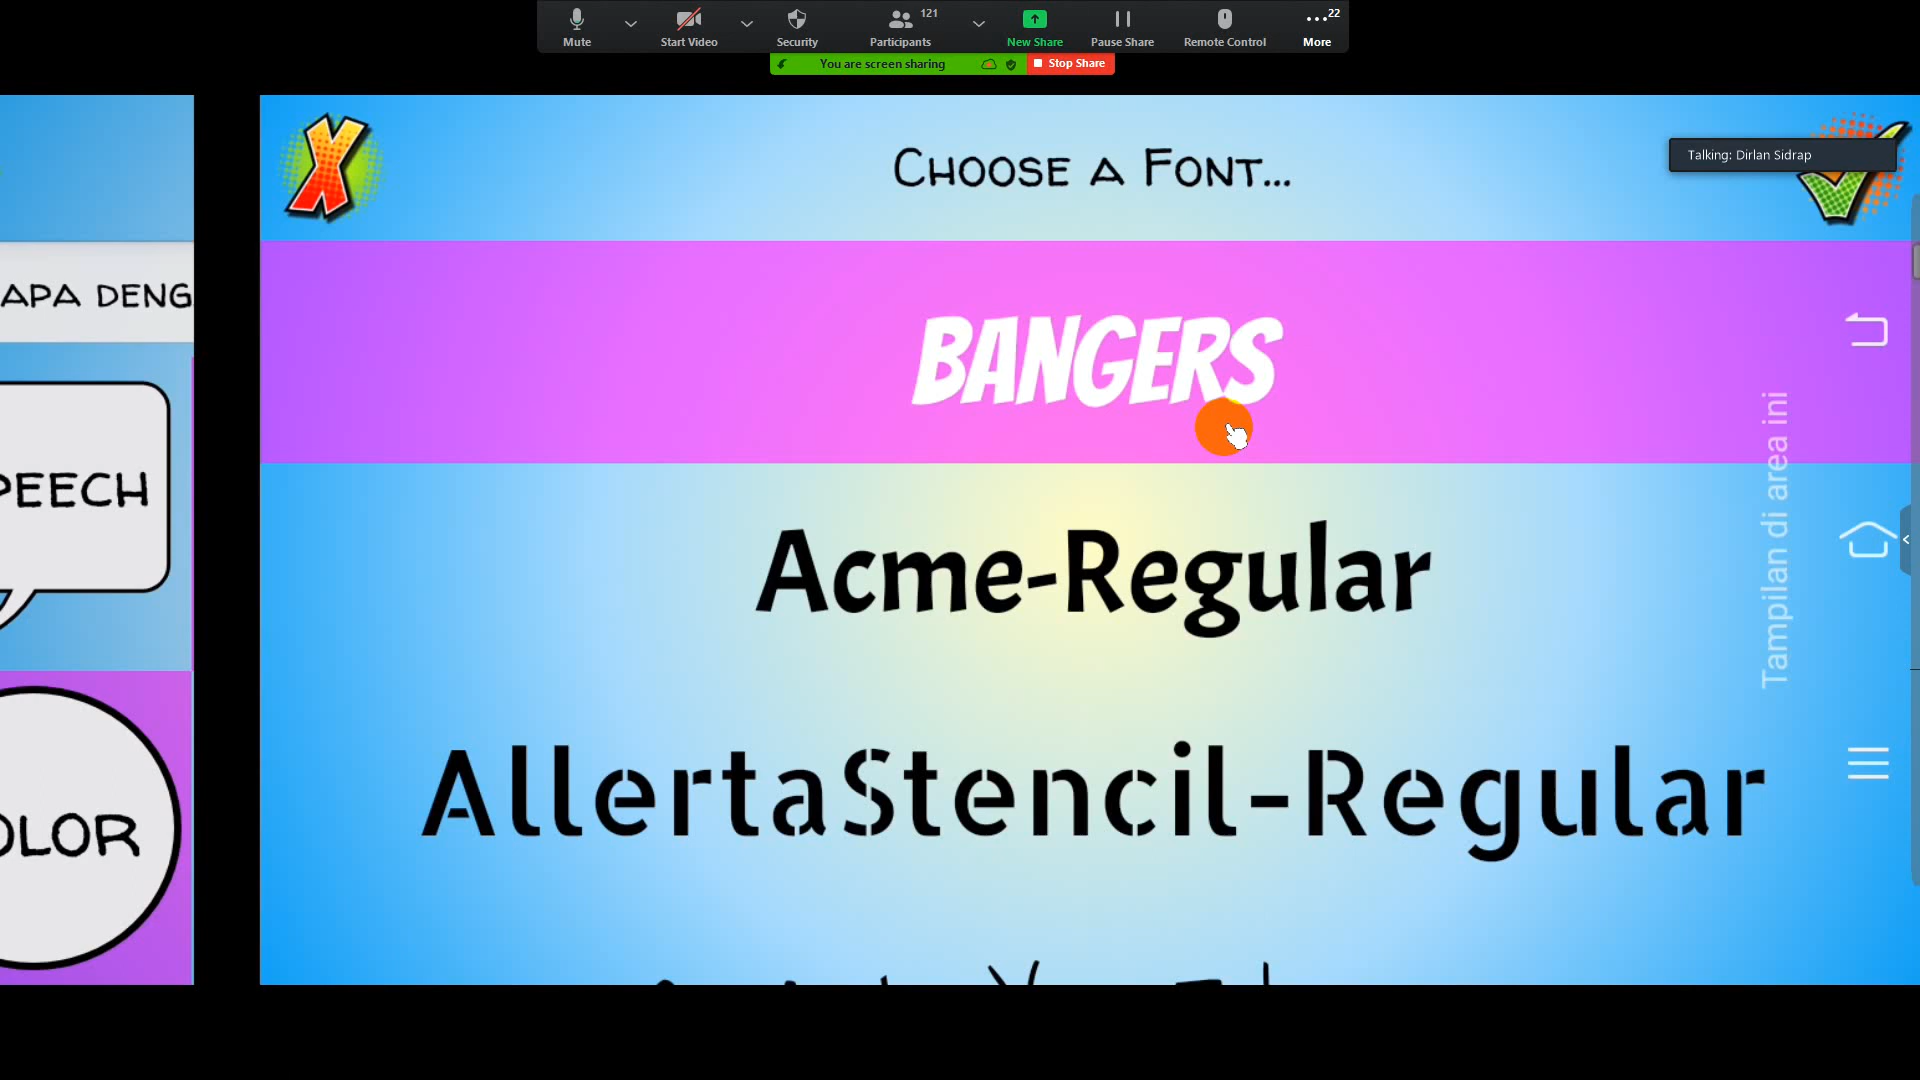 121
22
Mute
Start Video
Security
Participants
New Share
Pause Share
Remote Control
More
You are screen sharing
Stop Share
CHOOSE A FONT...
Talking: Dirlan Sidrap
APA DENG
BANGERS
PEECH
Acme-Regular
Tampilan di area ini
AllertaStencil-Regular
OLOR